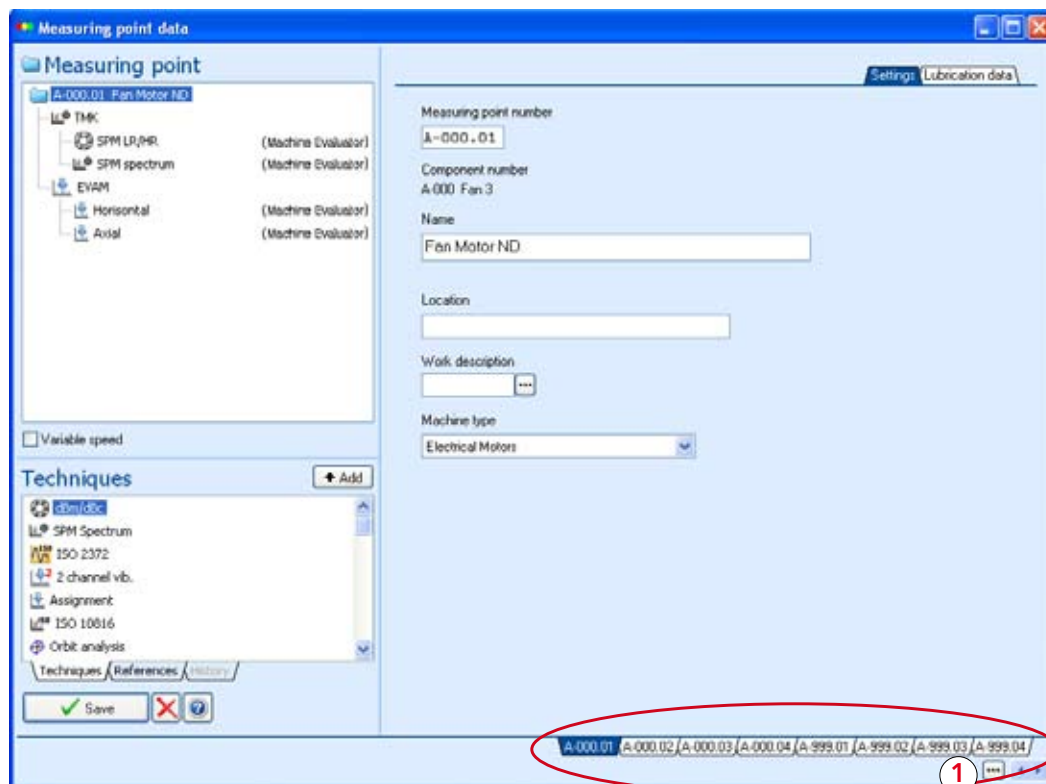 Measuring point data
Measuring point
A-000.01 Fan Motor ND
TMK
SPM LR/HR (Machine Evaluator)
SPM spectrum (Machine Evaluator)
EVAM
Horisontal (Machine Evaluator)
Axial (Machine Evaluator)
Variable speed
Techniques
Add
dBm/dBc
SPM Spectrum
ISO 2372
2 channel vib.
Assignment
ISO 10816
Orbit analysis
Techniques References History
Save
Settings Lubrication data
Measuring point number
A-000.01
Component number
A-000 Fan 3
Name
Fan Motor ND
Location
Work description
...
Machine type
Electrical Motors
A-000.01 A-000.02 A-000.03 A-000.04 A-999.01 A-999.02 A-999.03 A-999.04
1 ...